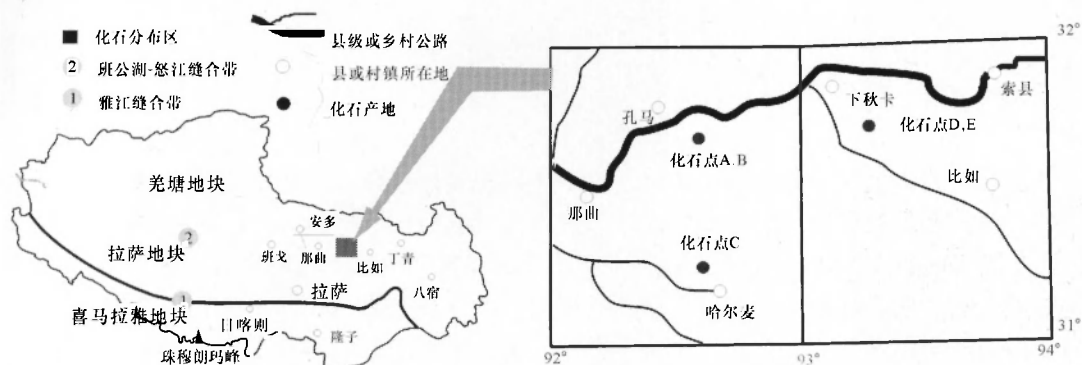 化石分布区
县级或乡村公路
② 班公湖-怒江缝合带
县或村镇所在地
① 雅江缝合带
化石产地
羌塘地块
安多
2
班戈
那曲
比如
丁青
拉萨地块
拉萨
八宿
1
喜马拉雅地块
日喀则
隆子
珠穆朗玛峰
32°
孔马
下秋卡
索县
化石点A.B
化石点D,E
比如
那曲
化石点C
哈尔麦
31°
92°
93°
94°